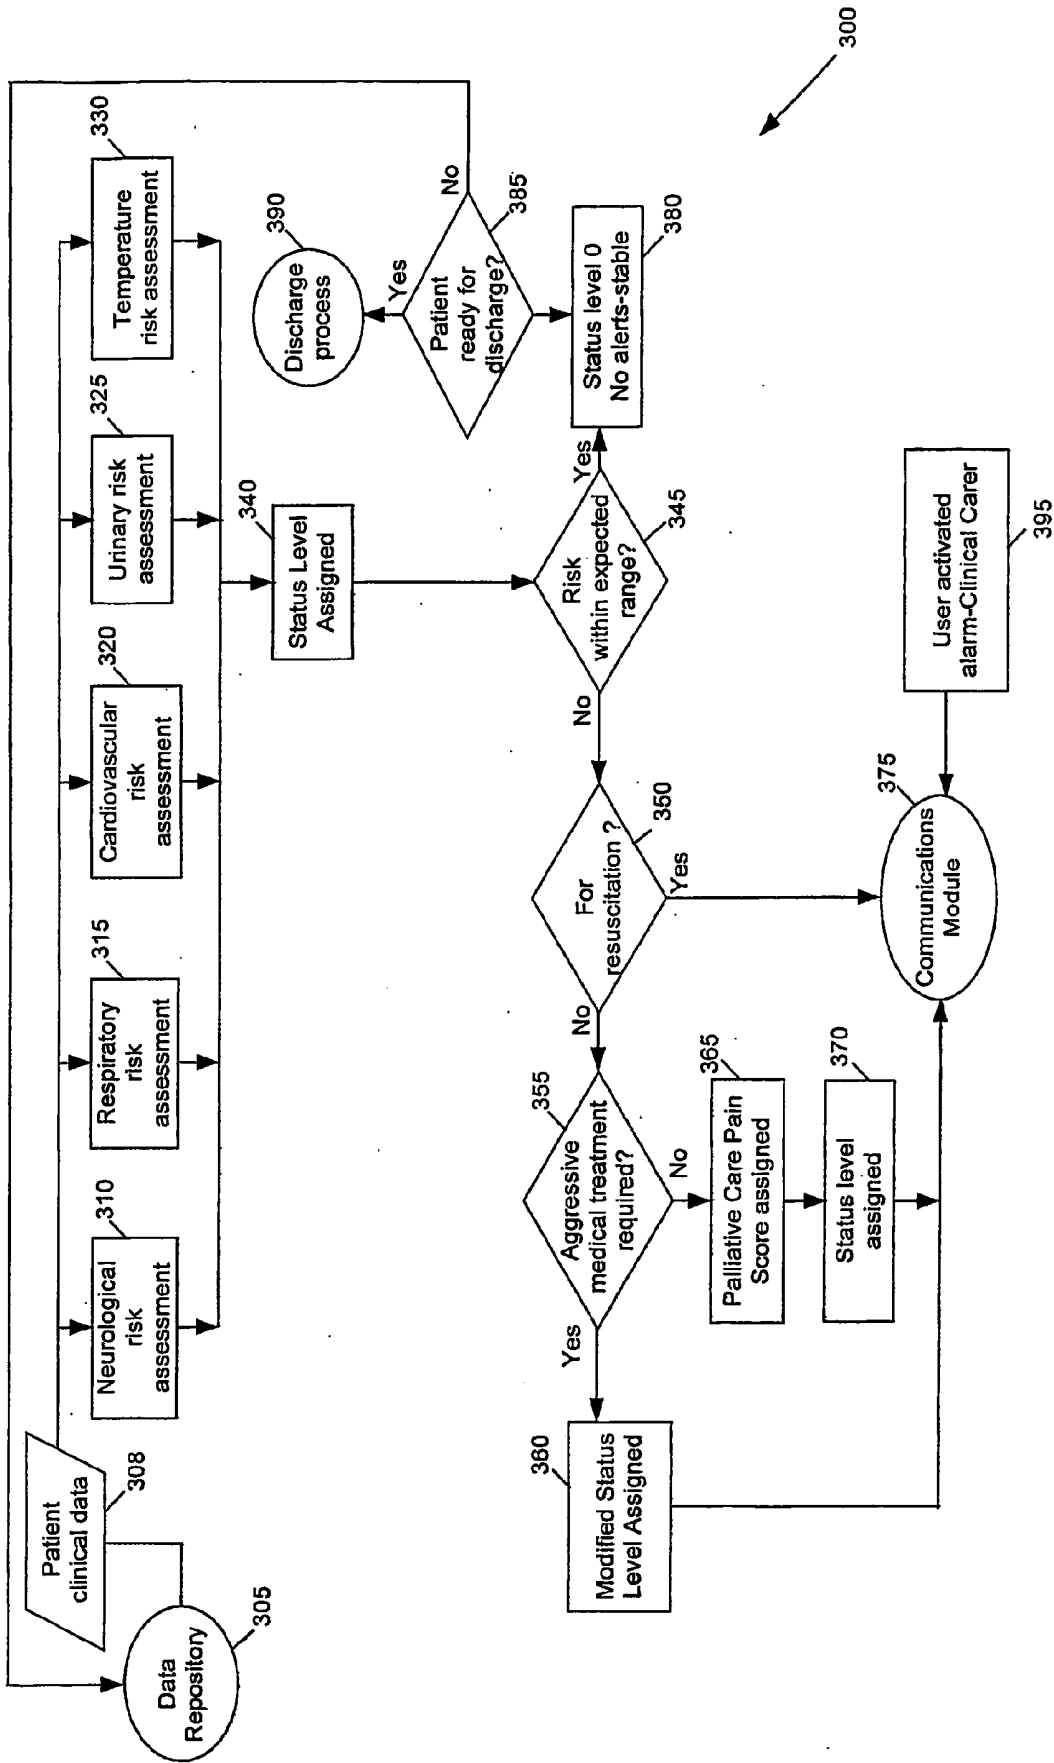 Patient
clinical data
308
Data
Repository
305
Neurological
risk
assessment
310
Respiratory
risk
assessment
315
Cardiovascular
risk
assessment
320
Urinary risk
assessment
325
Temperature
risk assessment
330
Status Level
Assigned
340
Discharge
process
390
Yes
Patient
ready for
discharge?
385
No
Status level 0
No alerts-stable
380
Yes
Risk
within expected
range?
345
No
For
resuscitation ?
350
Yes
No
Aggressive
medical treatment
required?
355
Yes
No
Modified Status
Level Assigned
360
Palliative Care Pain
Score assigned
365
Status level
assigned
370
Communications
Module
375
User activated
alarm-Clinical Carer
395
300